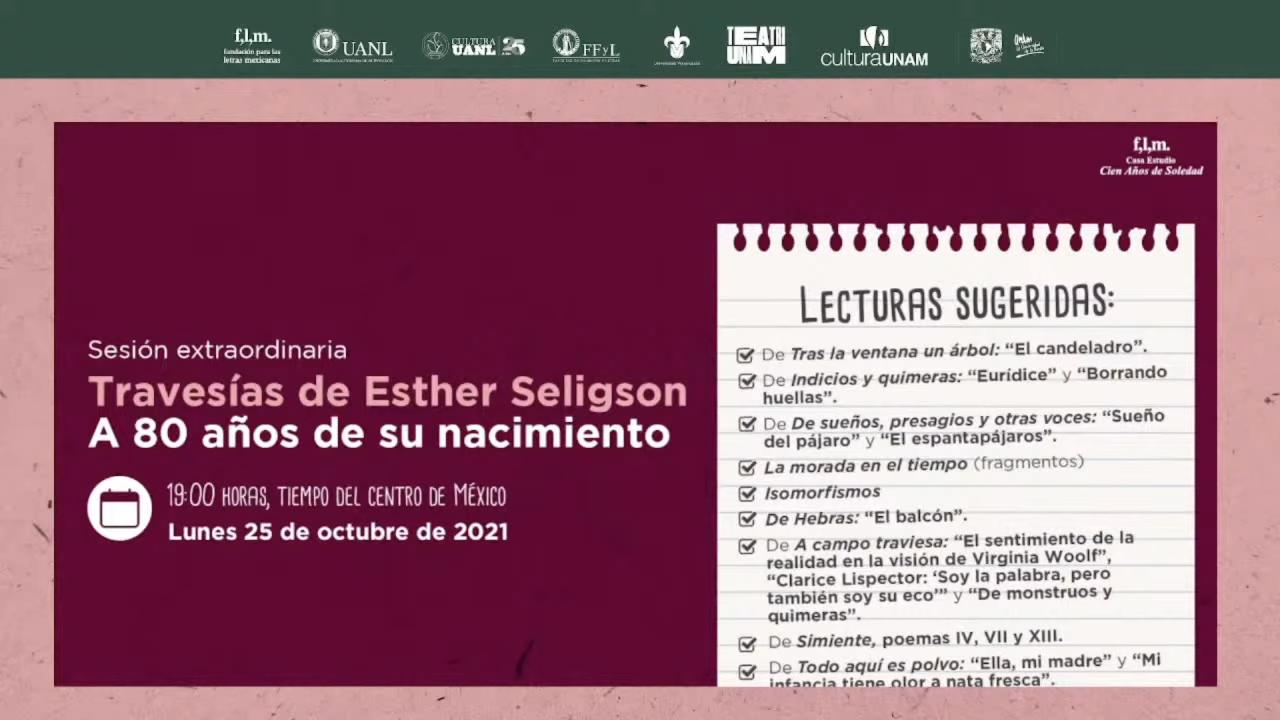 f,l,m.
fundación para las
letras mexicanas
UANL
CULTURA
UANL 25
FFyL
Universidad Veracruzana
TEATRO
UNAM
culturaUNAM
f,l,m.
Casa Estudio
Cien Años de Soledad
Sesión extraordinaria
Travesías de Esther Seligson
A 80 años de su nacimiento
19:00 HORAS, TIEMPO DEL CENTRO DE MÉXICO
Lunes 25 de octubre de 2021
LECTURAS SUGERIDAS:
De Tras la ventana un árbol: “El candeladro”.
De Indicios y quimeras: “Eurídice” y “Borrando
huellas”.
De De sueños, presagios y otras voces: “Sueño
del pájaro” y “El espantapájaros”.
La morada en el tiempo (fragmentos)
Isomorfismos
De Hebras: “El balcón”.
De A campo traviesa: “El sentimiento de la
realidad en la visión de Virginia Woolf”,
“Clarice Lispector: ‘Soy la palabra, pero
también soy su eco’” y “De monstruos y
quimeras”.
De Simiente, poemas IV, VII y XIII.
De Todo aquí es polvo: “Ella, mi madre” y “Mi
infancia tiene olor a nata fresca”.